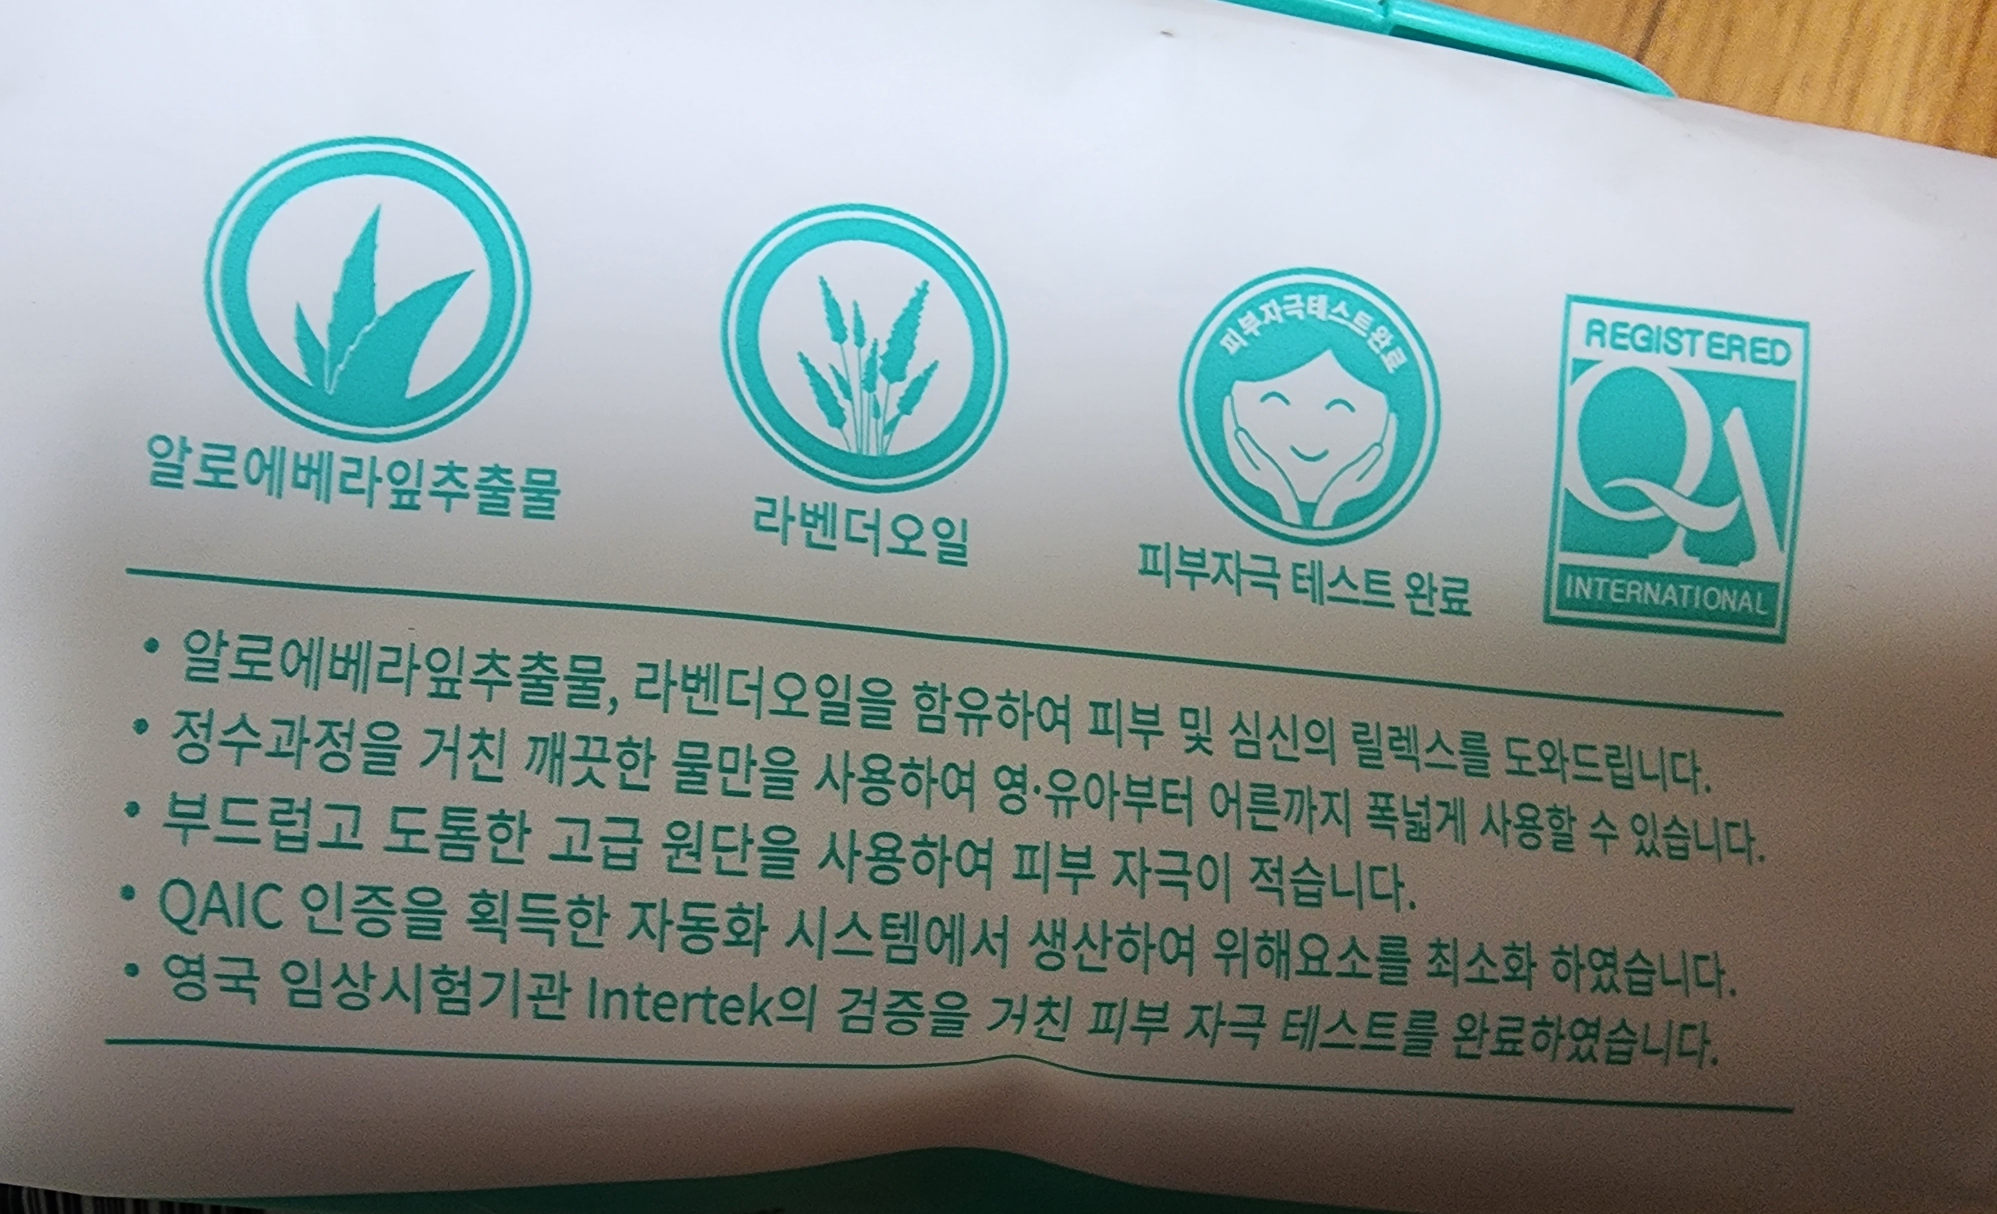 알로에베라잎추출물
라벤더오일
피부자극테스트완료
피부자극 테스트 완료
REGISTERED
QA
INTERNATIONAL
• 알로에베라잎추출물, 라벤더오일을 함유하여 피부 및 심신의 릴렉스를 도와드립니다.
• 정수과정을 거친 깨끗한 물만을 사용하여 영·유아부터 어른까지 폭넓게 사용할 수 있습니다.
• 부드럽고 도톰한 고급 원단을 사용하여 피부 자극이 적습니다.
• QAIC 인증을 획득한 자동화 시스템에서 생산하여 위해요소를 최소화 하였습니다.
• 영국 임상시험기관 Intertek의 검증을 거친 피부 자극 테스트를 완료하였습니다.